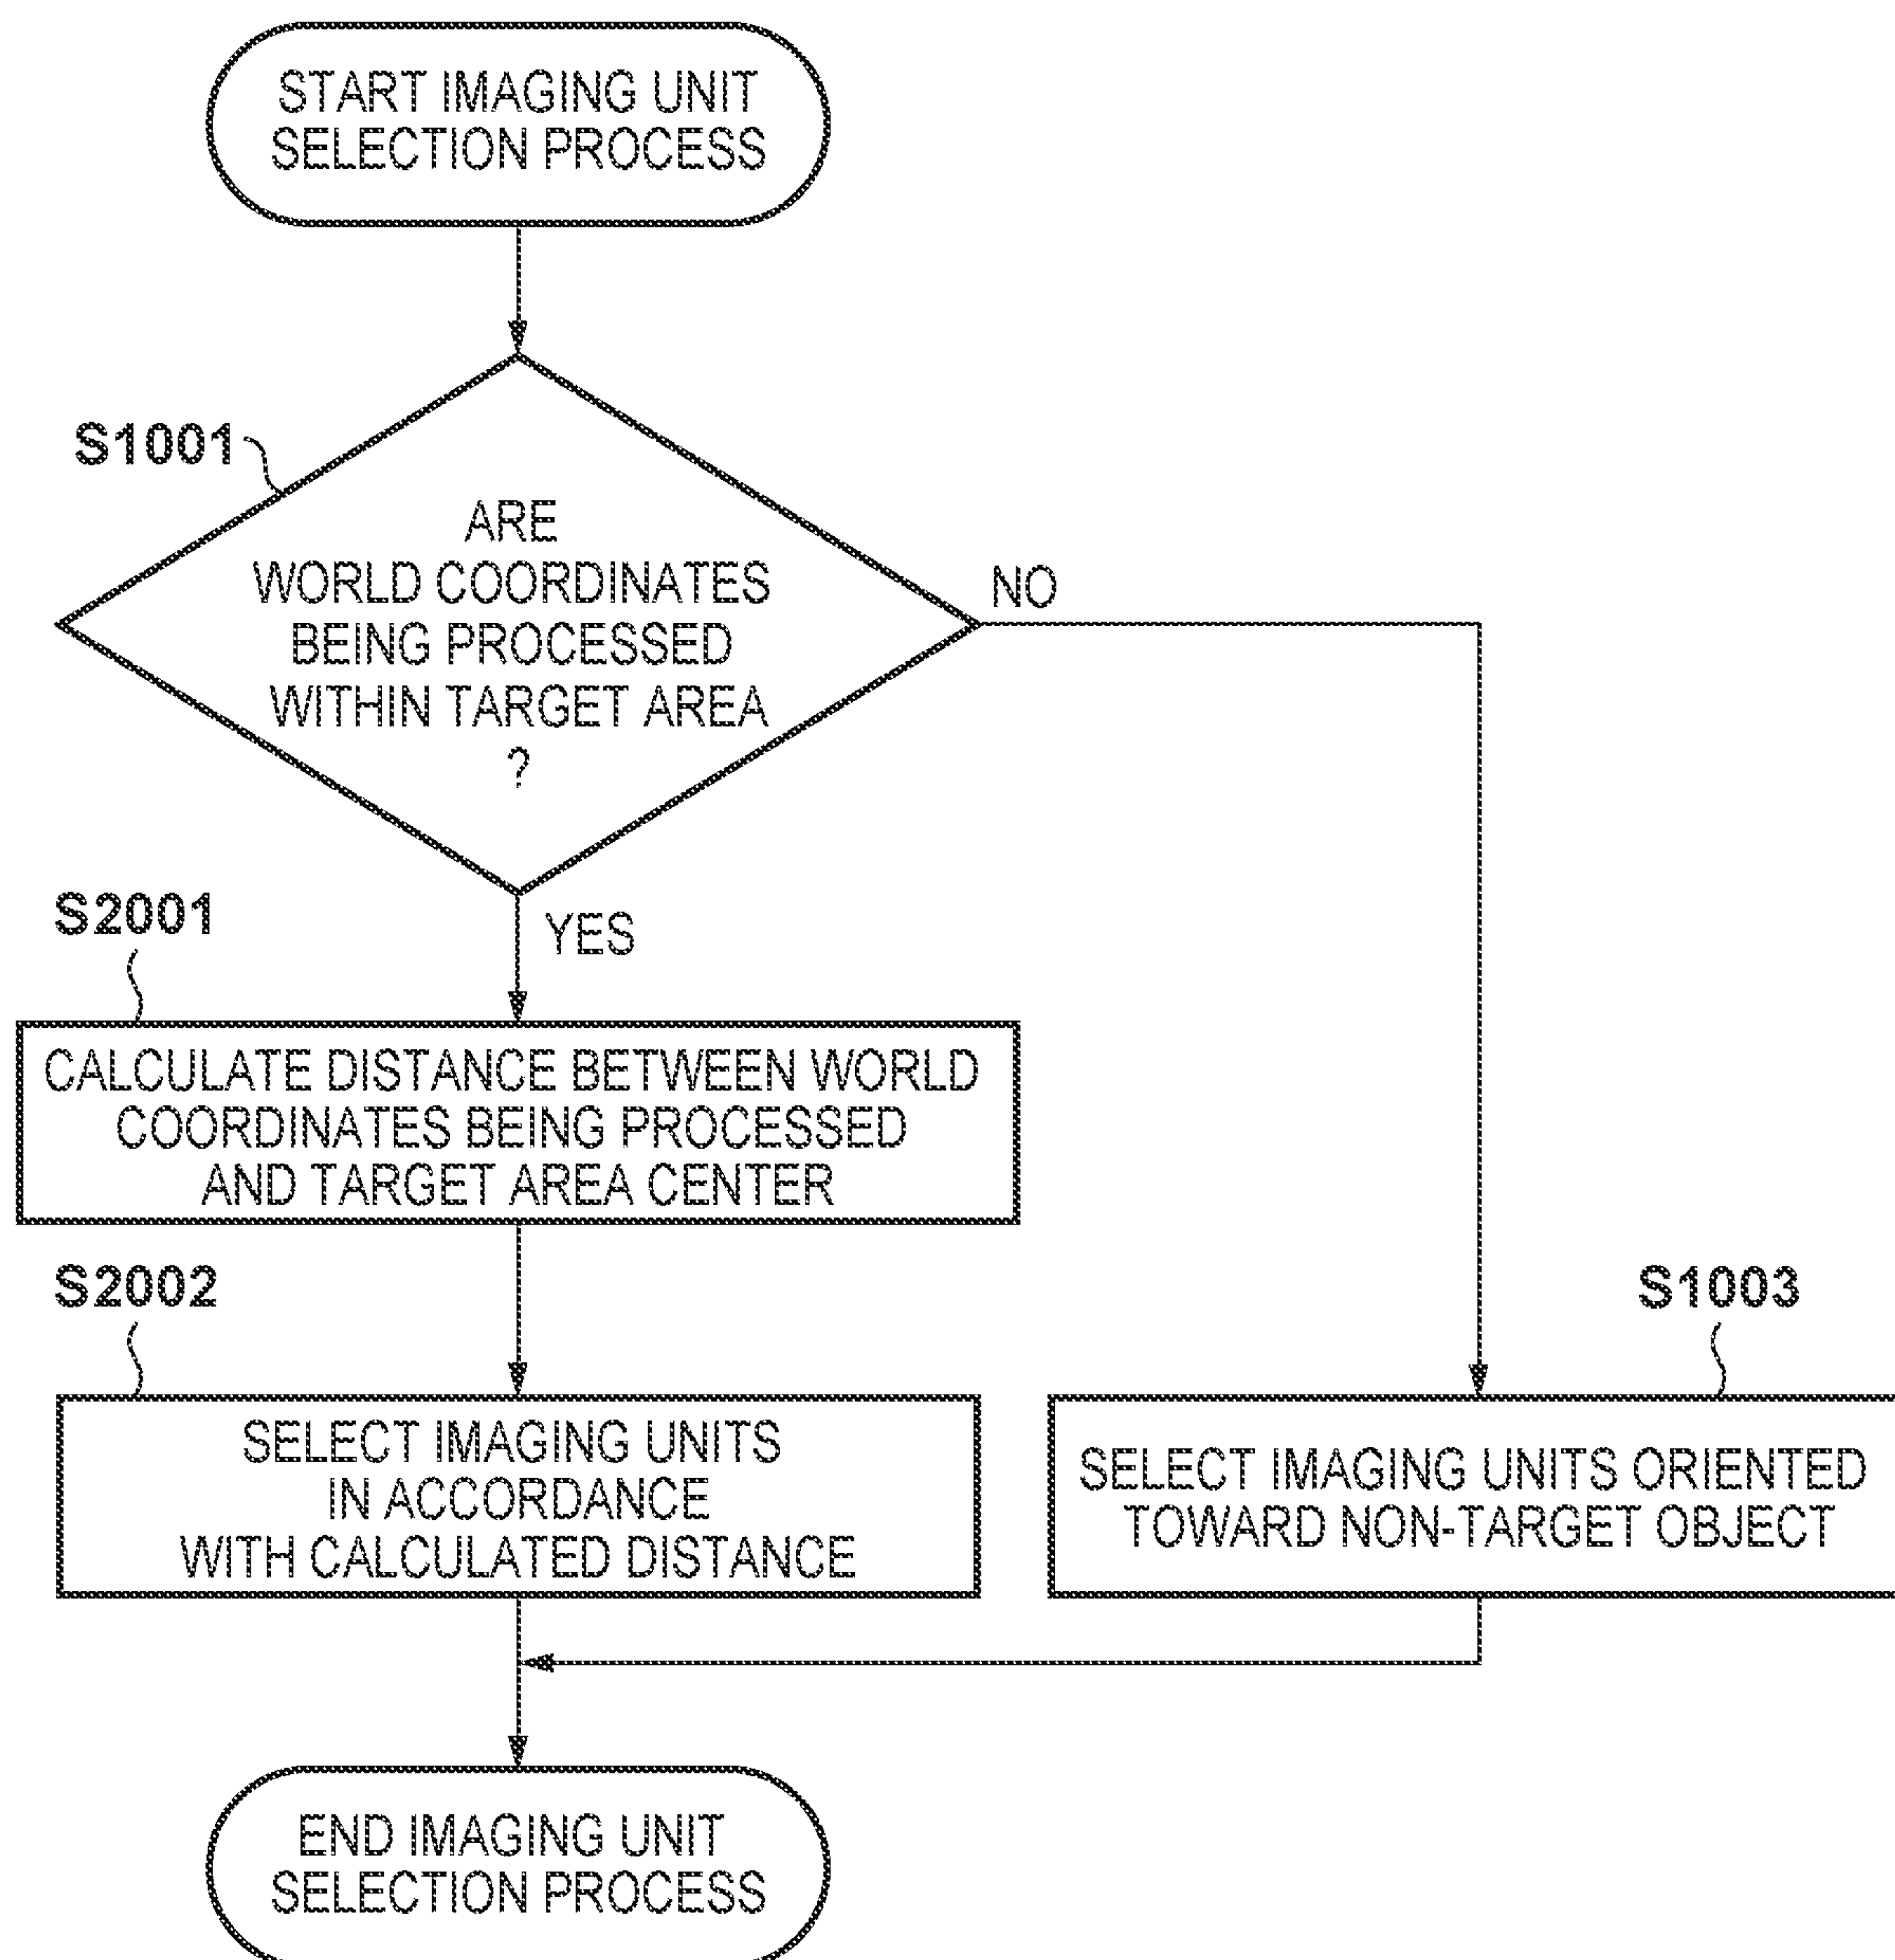 START IMAGING UNIT
SELECTION PROCESS
S1001
ARE
WORLD COORDINATES
BEING PROCESSED
WITHIN TARGET AREA
?
NO
YES
S2001
CALCULATE DISTANCE BETWEEN WORLD
COORDINATES BEING PROCESSED
AND TARGET AREA CENTER
S2002
SELECT IMAGING UNITS
IN ACCORDANCE
WITH CALCULATED DISTANCE
S1003
SELECT IMAGING UNITS ORIENTED
TOWARD NON-TARGET OBJECT
END IMAGING UNIT
SELECTION PROCESS